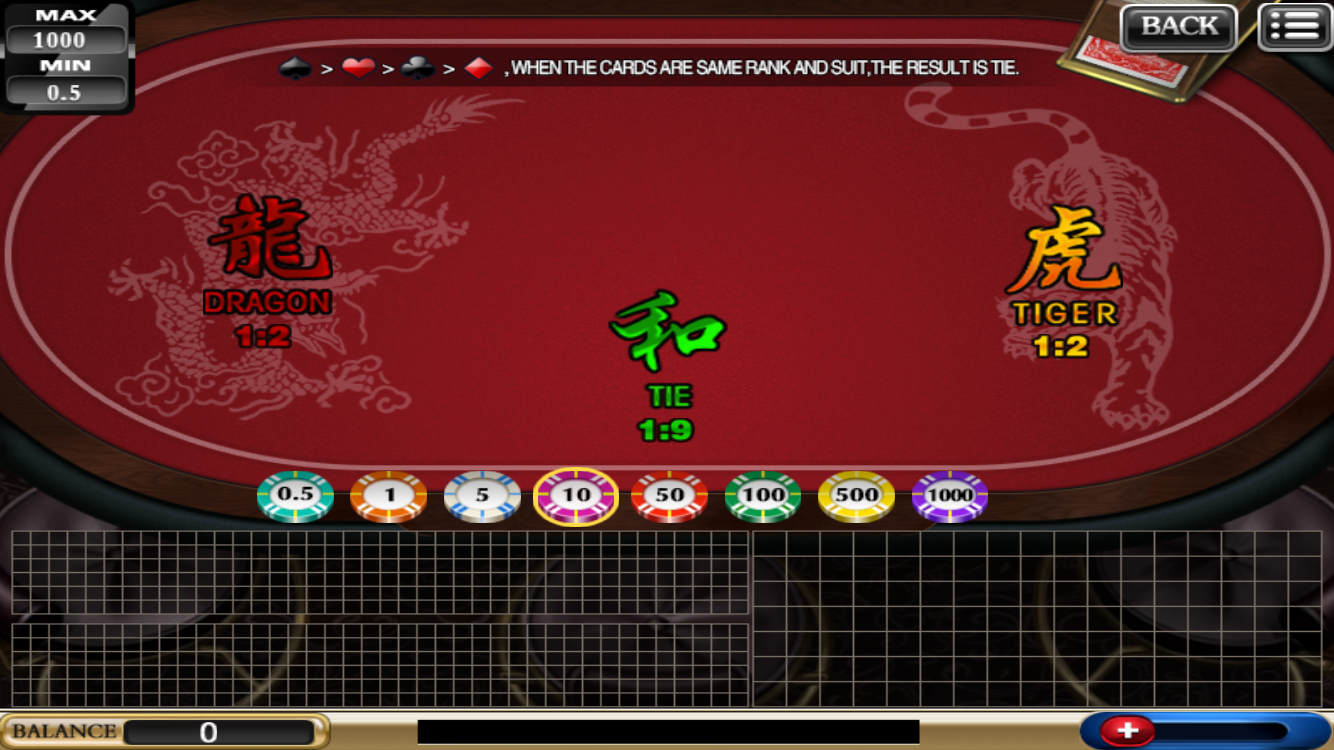 MAX
1000
MIN
0.5
BACK
> > > ,WHEN THE CARDS ARE SAME RANK AND SUIT,THE RESULT IS TIE.
龍
DRAGON
1:2
和
TIE
1:9
虎
TIGER
1:2
0.5 1 5 10 50 100 500 1000
BALANCE 0